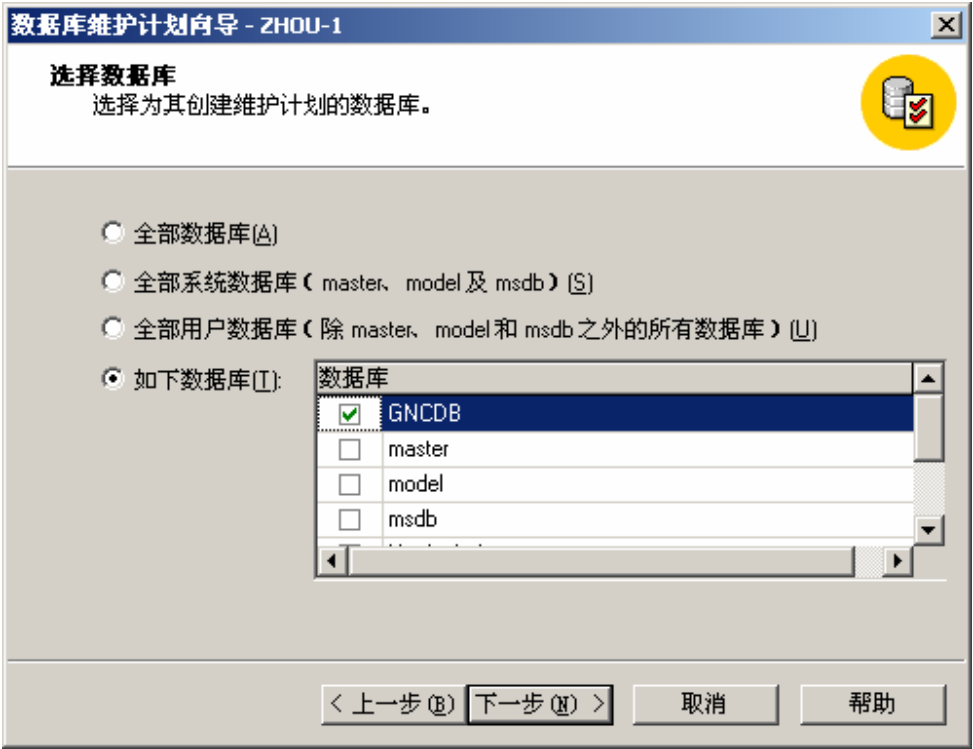 数据库维护计划向导 - ZHOU-1
选择数据库
选择为其创建维护计划的数据库。
全部数据库(A)
全部系统数据库（master、model 及 msdb）(S)
全部用户数据库（除 master、model 和 msdb 之外的所有数据库）(U)
如下数据库(T):
数据库
GNCDB
master
model
msdb
< 上一步(B) 下一步(N) > 取消 帮助